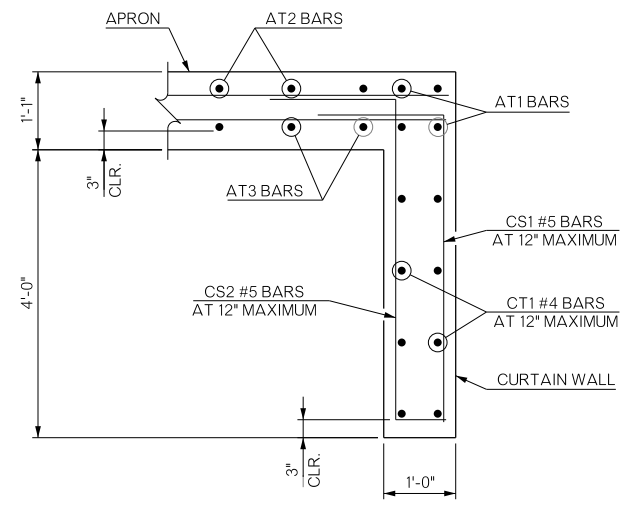 APRON
AT2 BARS
1'-1"
AT1 BARS
3"
CLR.
AT3 BARS
CS1 #5 BARS
AT 12" MAXIMUM
4'-0"
CS2 #5 BARS
AT 12" MAXIMUM
CT1 #4 BARS
AT 12" MAXIMUM
CURTAIN WALL
3"
CLR.
1'-0"